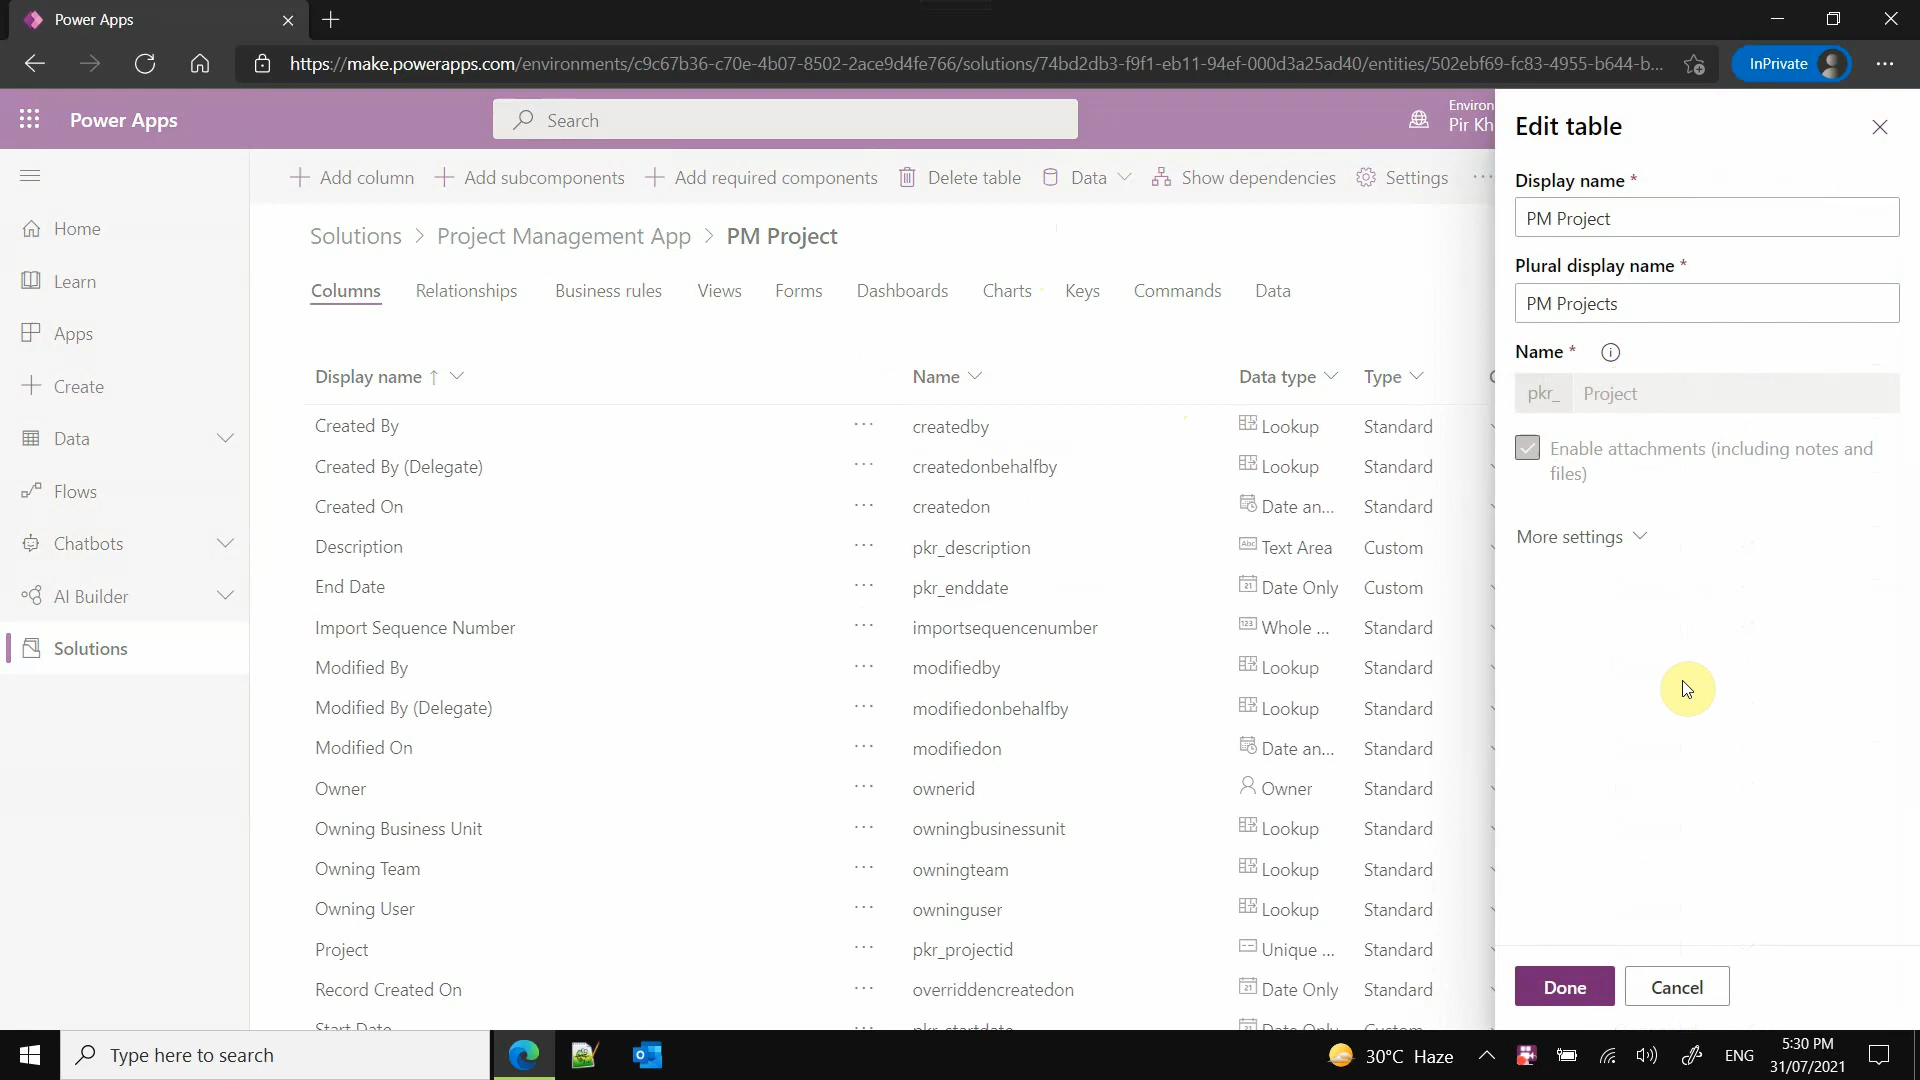 Power Apps
https://make.powerapps.com/environments/c9c67b36-c70e-4b07-8502-2ace9d4fe766/solutions/74bd2db3-f9f1-eb11-94ef-000d3a25ad40/entities/502ebf69-fc83-4955-b644-b...
InPrivate
Power Apps
Search
Environ
Pir Kh
Edit table
Display name *
PM Project
Plural display name *
PM Projects
Name *
pkr_ Project
Enable attachments (including notes and
files)
More settings
Done Cancel
Home
Learn
Apps
Create
Data
Flows
Chatbots
AI Builder
Solutions
Add column Add subcomponents Add required components Delete table Data Show dependencies Settings ...
Solutions > Project Management App > PM Project
Columns Relationships Business rules Views Forms Dashboards Charts Keys Commands Data
Display name ↑ Name Data type Type
Created By ... createdby Lookup Standard
Created By (Delegate) ... createdonbehalfby Lookup Standard
Created On ... createdon Date an... Standard
Description ... pkr_description Abc Text Area Custom
End Date ... pkr_enddate Date Only Custom
Import Sequence Number ... importsequencenumber 123 Whole ... Standard
Modified By ... modifiedby Lookup Standard
Modified By (Delegate) ... modifiedonbehalfby Lookup Standard
Modified On ... modifiedon Date an... Standard
Owner ... ownerid Owner Standard
Owning Business Unit ... owningbusinessunit Lookup Standard
Owning Team ... owningteam Lookup Standard
Owning User ... owninguser Lookup Standard
Project ... pkr_projectid Unique ... Standard
Record Created On ... overriddencreatedon Date Only Standard
Start Date ... pkr_startdate Date Only Custom
Type here to search
30°C Haze
ENG
5:30 PM
31/07/2021